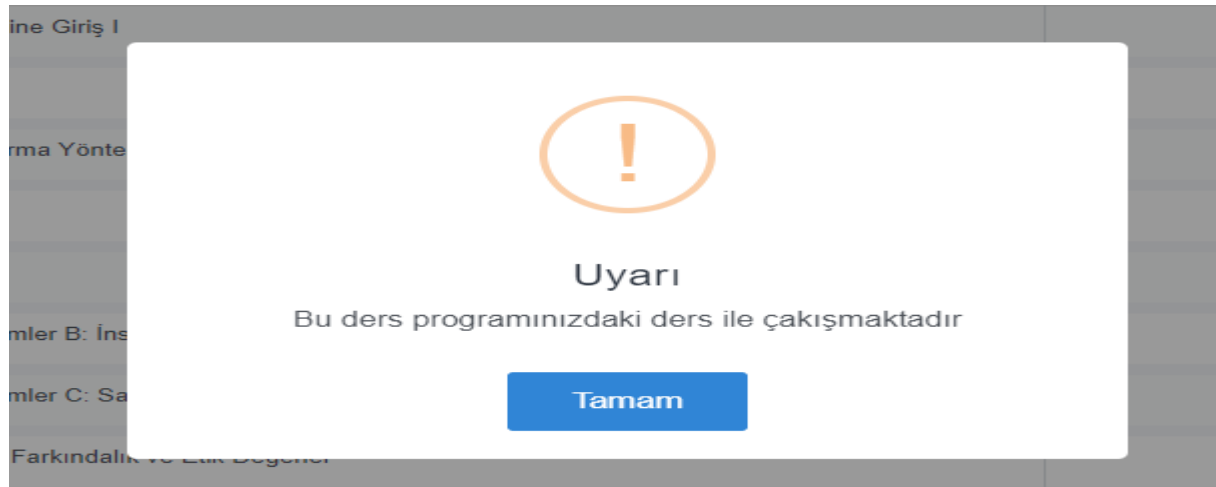 ine Giriş I
rma Yönte
!
Uyarı
Bu ders programınızdaki ders ile çakışmaktadır
mler B: İns
mler C: Sa
Tamam
Farkındalık ve Etik Değerler